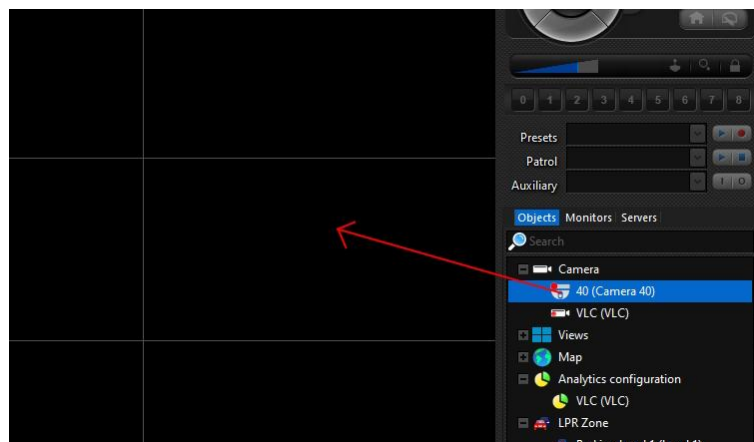 0 1 2 3 4 5 6 7 8
Presets
Patrol
Auxiliary
I O
Objects Monitors Servers
Search
Camera
40 (Camera 40)
VLC (VLC)
Views
Map
Analytics configuration
VLC (VLC)
LPR Zone